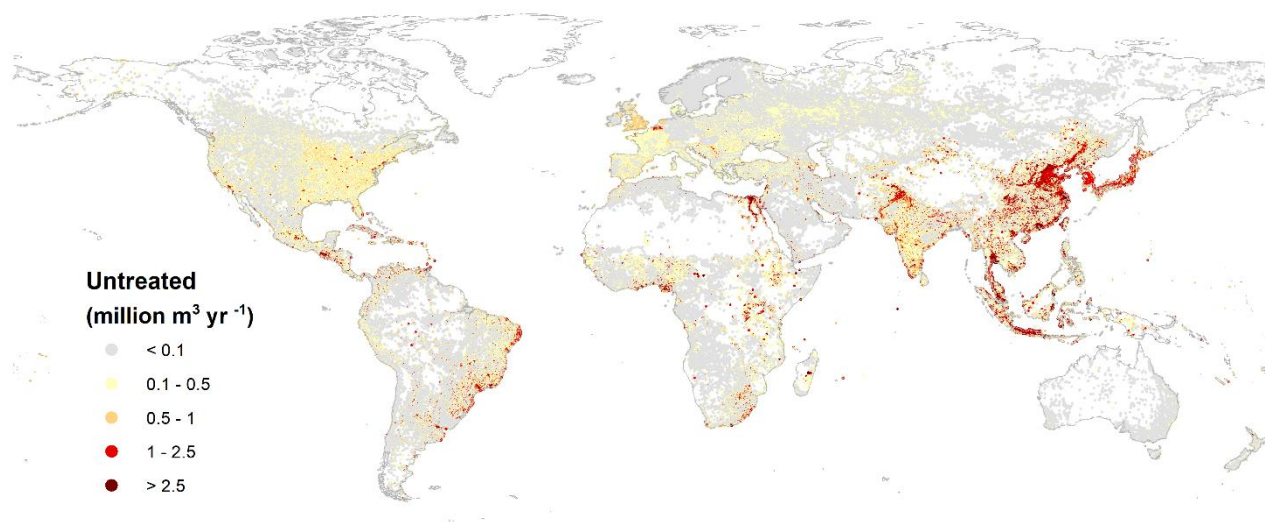 Untreated
(million m³ yr ⁻¹)
< 0.1
0.1 - 0.5
0.5 - 1
1 - 2.5
> 2.5